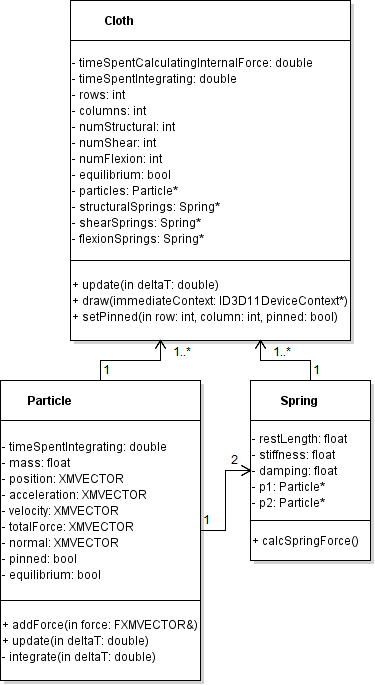 Cloth
- timeSpentCalculatingInternalForce: double
- timeSpentIntegrating: double
- rows: int
- columns: int
- numStructural: int
- numShear: int
- numFlexion: int
- equilibrium: bool
- particles: Particle*
- structuralSprings: Spring*
- shearSprings: Spring*
- flexionSprings: Spring*
+ update(in deltaT: double)
+ draw(immediateContext: ID3D11DeviceContext*)
+ setPinned(in row: int, column: int, pinned: bool)
1..*
1..*
1
1
Particle
- timeSpentIntegrating: double
- mass: float
- position: XMVECTOR
- acceleration: XMVECTOR
- velocity: XMVECTOR
- totalForce: XMVECTOR
- normal: XMVECTOR
- pinned: bool
- equilibrium: bool
+ addForce(in force: FXMVECTOR&)
+ update(in deltaT: double)
- integrate(in deltaT: double)
2
1
Spring
- restLength: float
- stiffness: float
- damping: float
- p1: Particle*
- p2: Particle*
+ calcSpringForce()